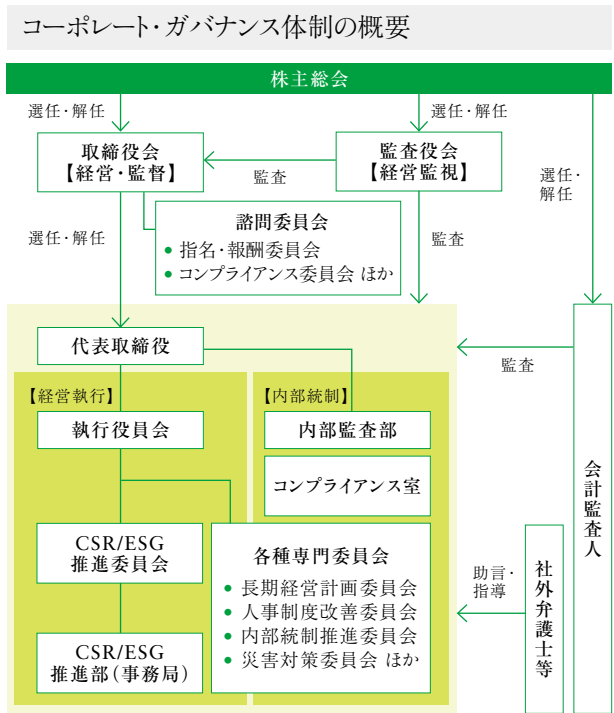 コーポレート・ガバナンス体制の概要
株主総会
選任・解任
選任・解任
選任・
解任
取締役会
【経営・監督】
監査
監査役会
【経営監視】
選任・解任
諮問委員会
● 指名・報酬委員会
● コンプライアンス委員会 ほか
監査
代表取締役
監査
【経営執行】
【内部統制】
執行役員会
内部監査部
コンプライアンス室
会計監査人
CSR/ESG
推進委員会
各種専門委員会
● 長期経営計画委員会
● 人事制度改善委員会
● 内部統制推進委員会
● 災害対策委員会 ほか
助言・
指導
社外弁護士等
CSR/ESG
推進部（事務局）